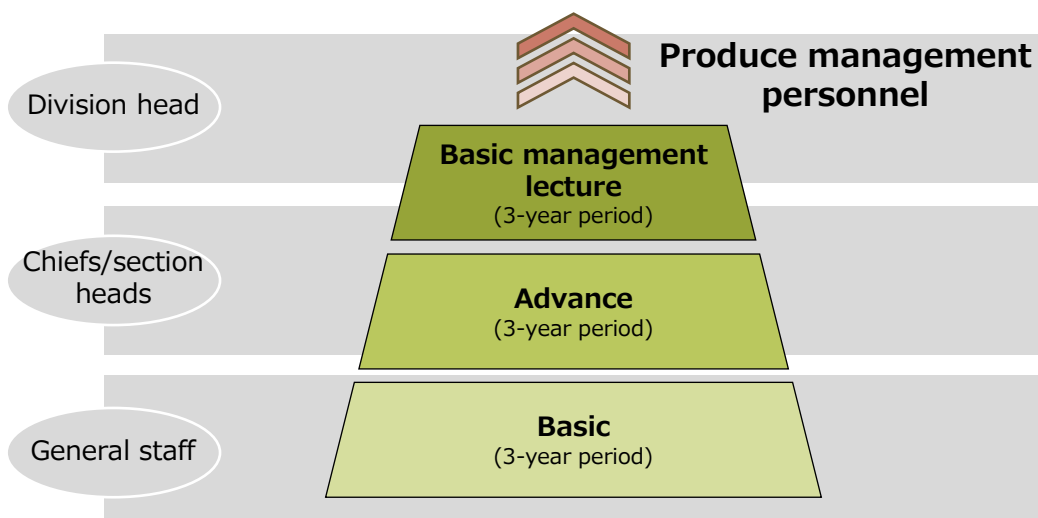 Produce management
personnel
Division head
Basic management
lecture
(3-year period)
Chiefs/section
heads
Advance
(3-year period)
General staff
Basic
(3-year period)